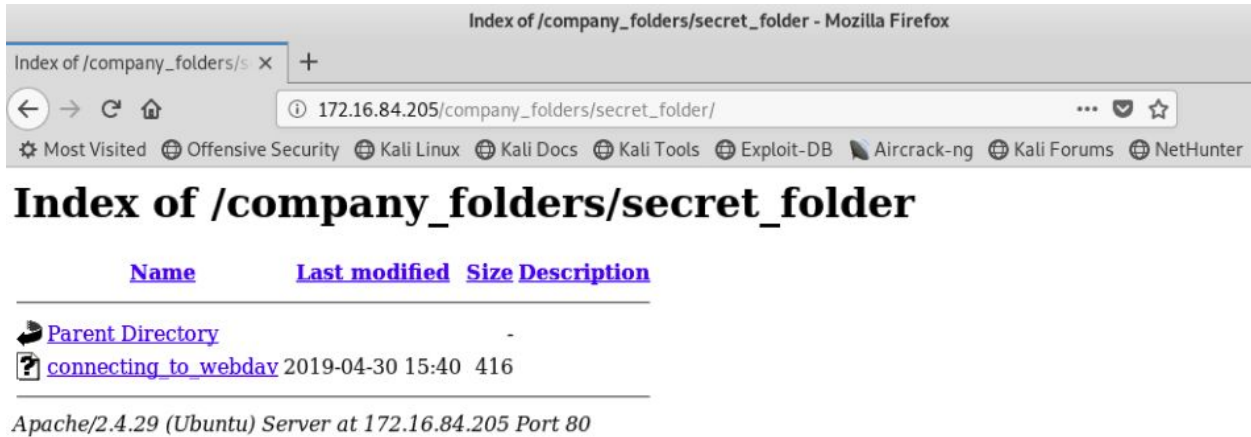 Index of /company_folders/secret_folder - Mozilla Firefox
Index of /company_folders/s
172.16.84.205/company_folders/secret_folder/
Most Visited Offensive Security Kali Linux Kali Docs Kali Tools Exploit-DB Aircrack-ng Kali Forums NetHunter
Index of /company_folders/secret_folder
Name Last modified Size Description
Parent Directory -
connecting_to_webdav 2019-04-30 15:40 416
Apache/2.4.29 (Ubuntu) Server at 172.16.84.205 Port 80